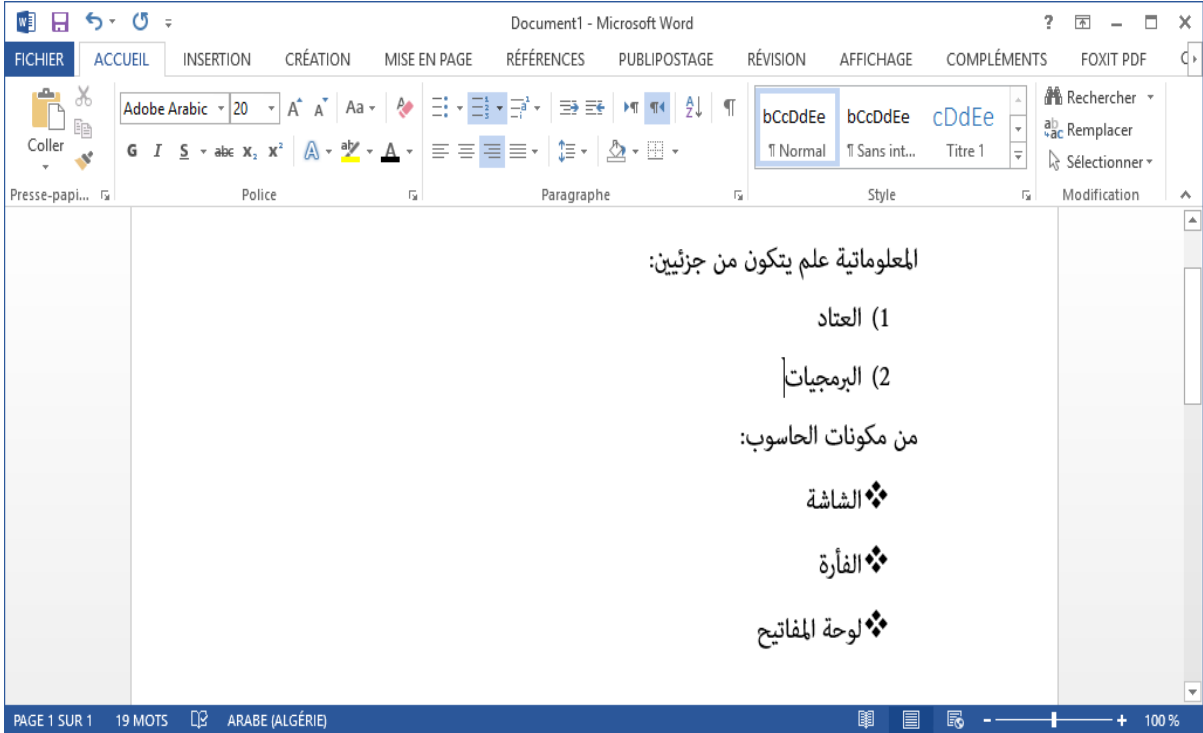 Document1 - Microsoft Word
FICHIER ACCUEIL INSERTION CRÉATION MISE EN PAGE RÉFÉRENCES PUBLIPOSTAGE RÉVISION AFFICHAGE COMPLÉMENTS FOXIT PDF
Coller
Adobe Arabic 20 Aa
G I S abc X₂ X²
bCcDdEe bCcDdEe cDdEe
¶ Normal ¶ Sans int... Titre 1
Rechercher
Remplacer
Sélectionner
Presse-papi... Police Paragraphe Style Modification
المعلوماتية علم يتكون من جزئيين:
1) العتاد
2) البرمجيات
من مكونات الحاسوب:
❖ الشاشة
❖ الفأرة
❖ لوحة المفاتيح
PAGE 1 SUR 1 19 MOTS ARABE (ALGÉRIE) 100 %